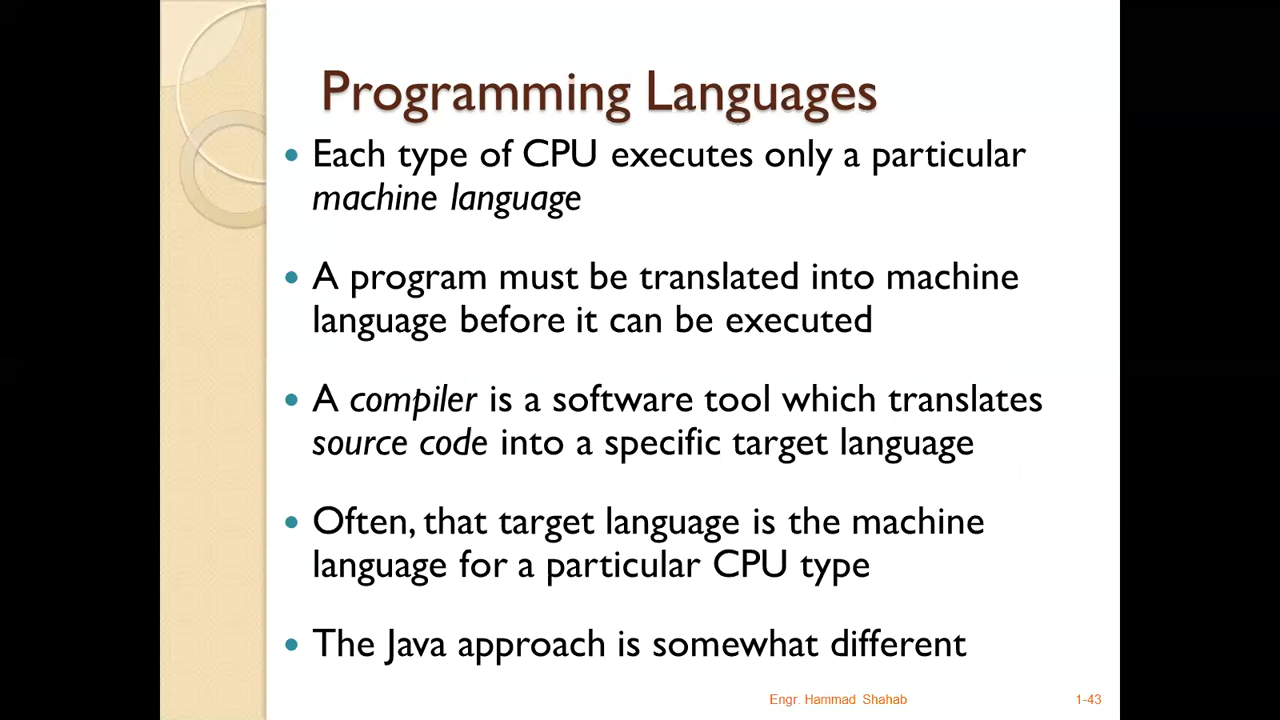 Programming Languages
• Each type of CPU executes only a particular
machine language
• A program must be translated into machine
language before it can be executed
• A compiler is a software tool which translates
source code into a specific target language
• Often, that target language is the machine
language for a particular CPU type
• The Java approach is somewhat different
Engr. Hammad Shahab
1-43